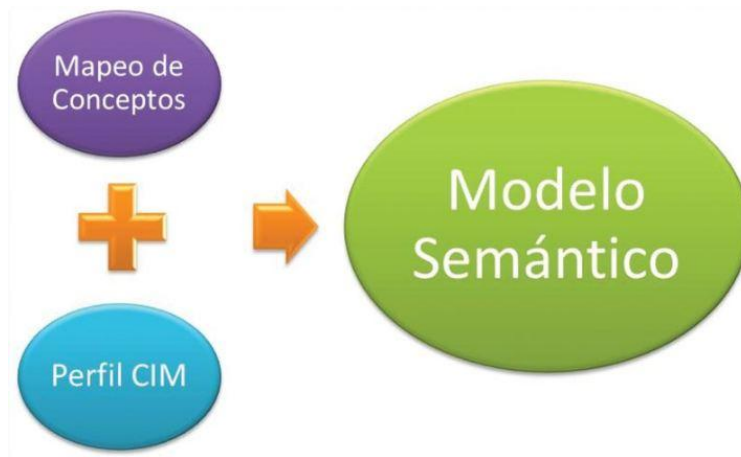 Mapeo de
Conceptos
Perfil CIM
Modelo
Semántico